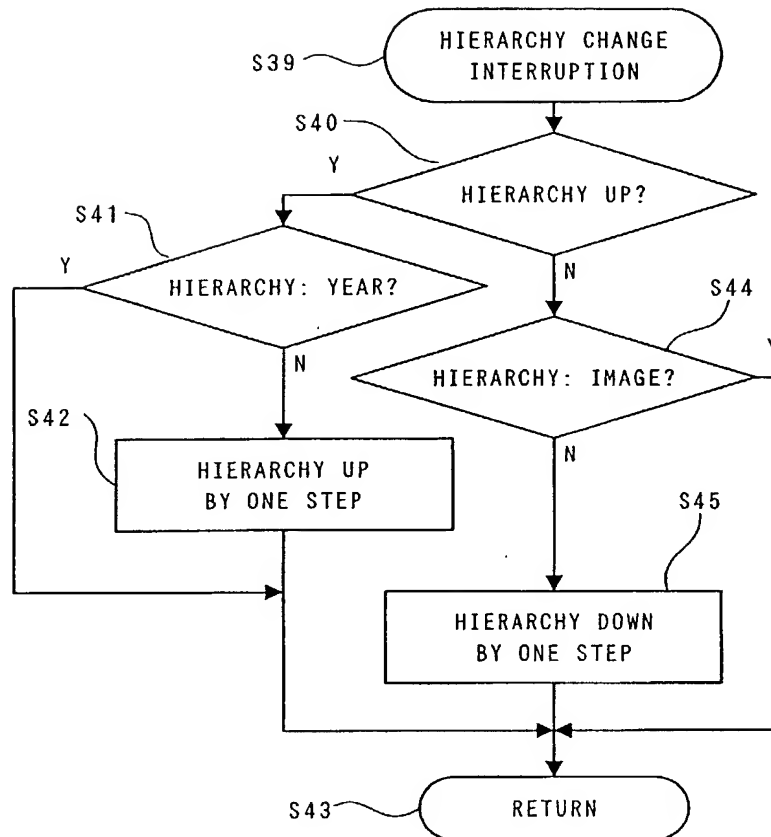 HIERARCHY CHANGE
INTERRUPTION
S39
S40
Y
HIERARCHY UP?
S41
Y
HIERARCHY: YEAR?
N
S44
N
HIERARCHY: IMAGE?
Y
S42
HIERARCHY UP
BY ONE STEP
N
S45
HIERARCHY DOWN
BY ONE STEP
S43
RETURN